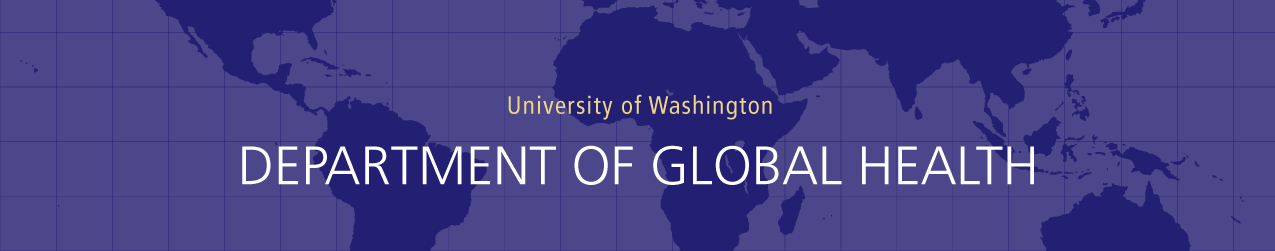 University of Washington
DEPARTMENT OF GLOBAL HEALTH